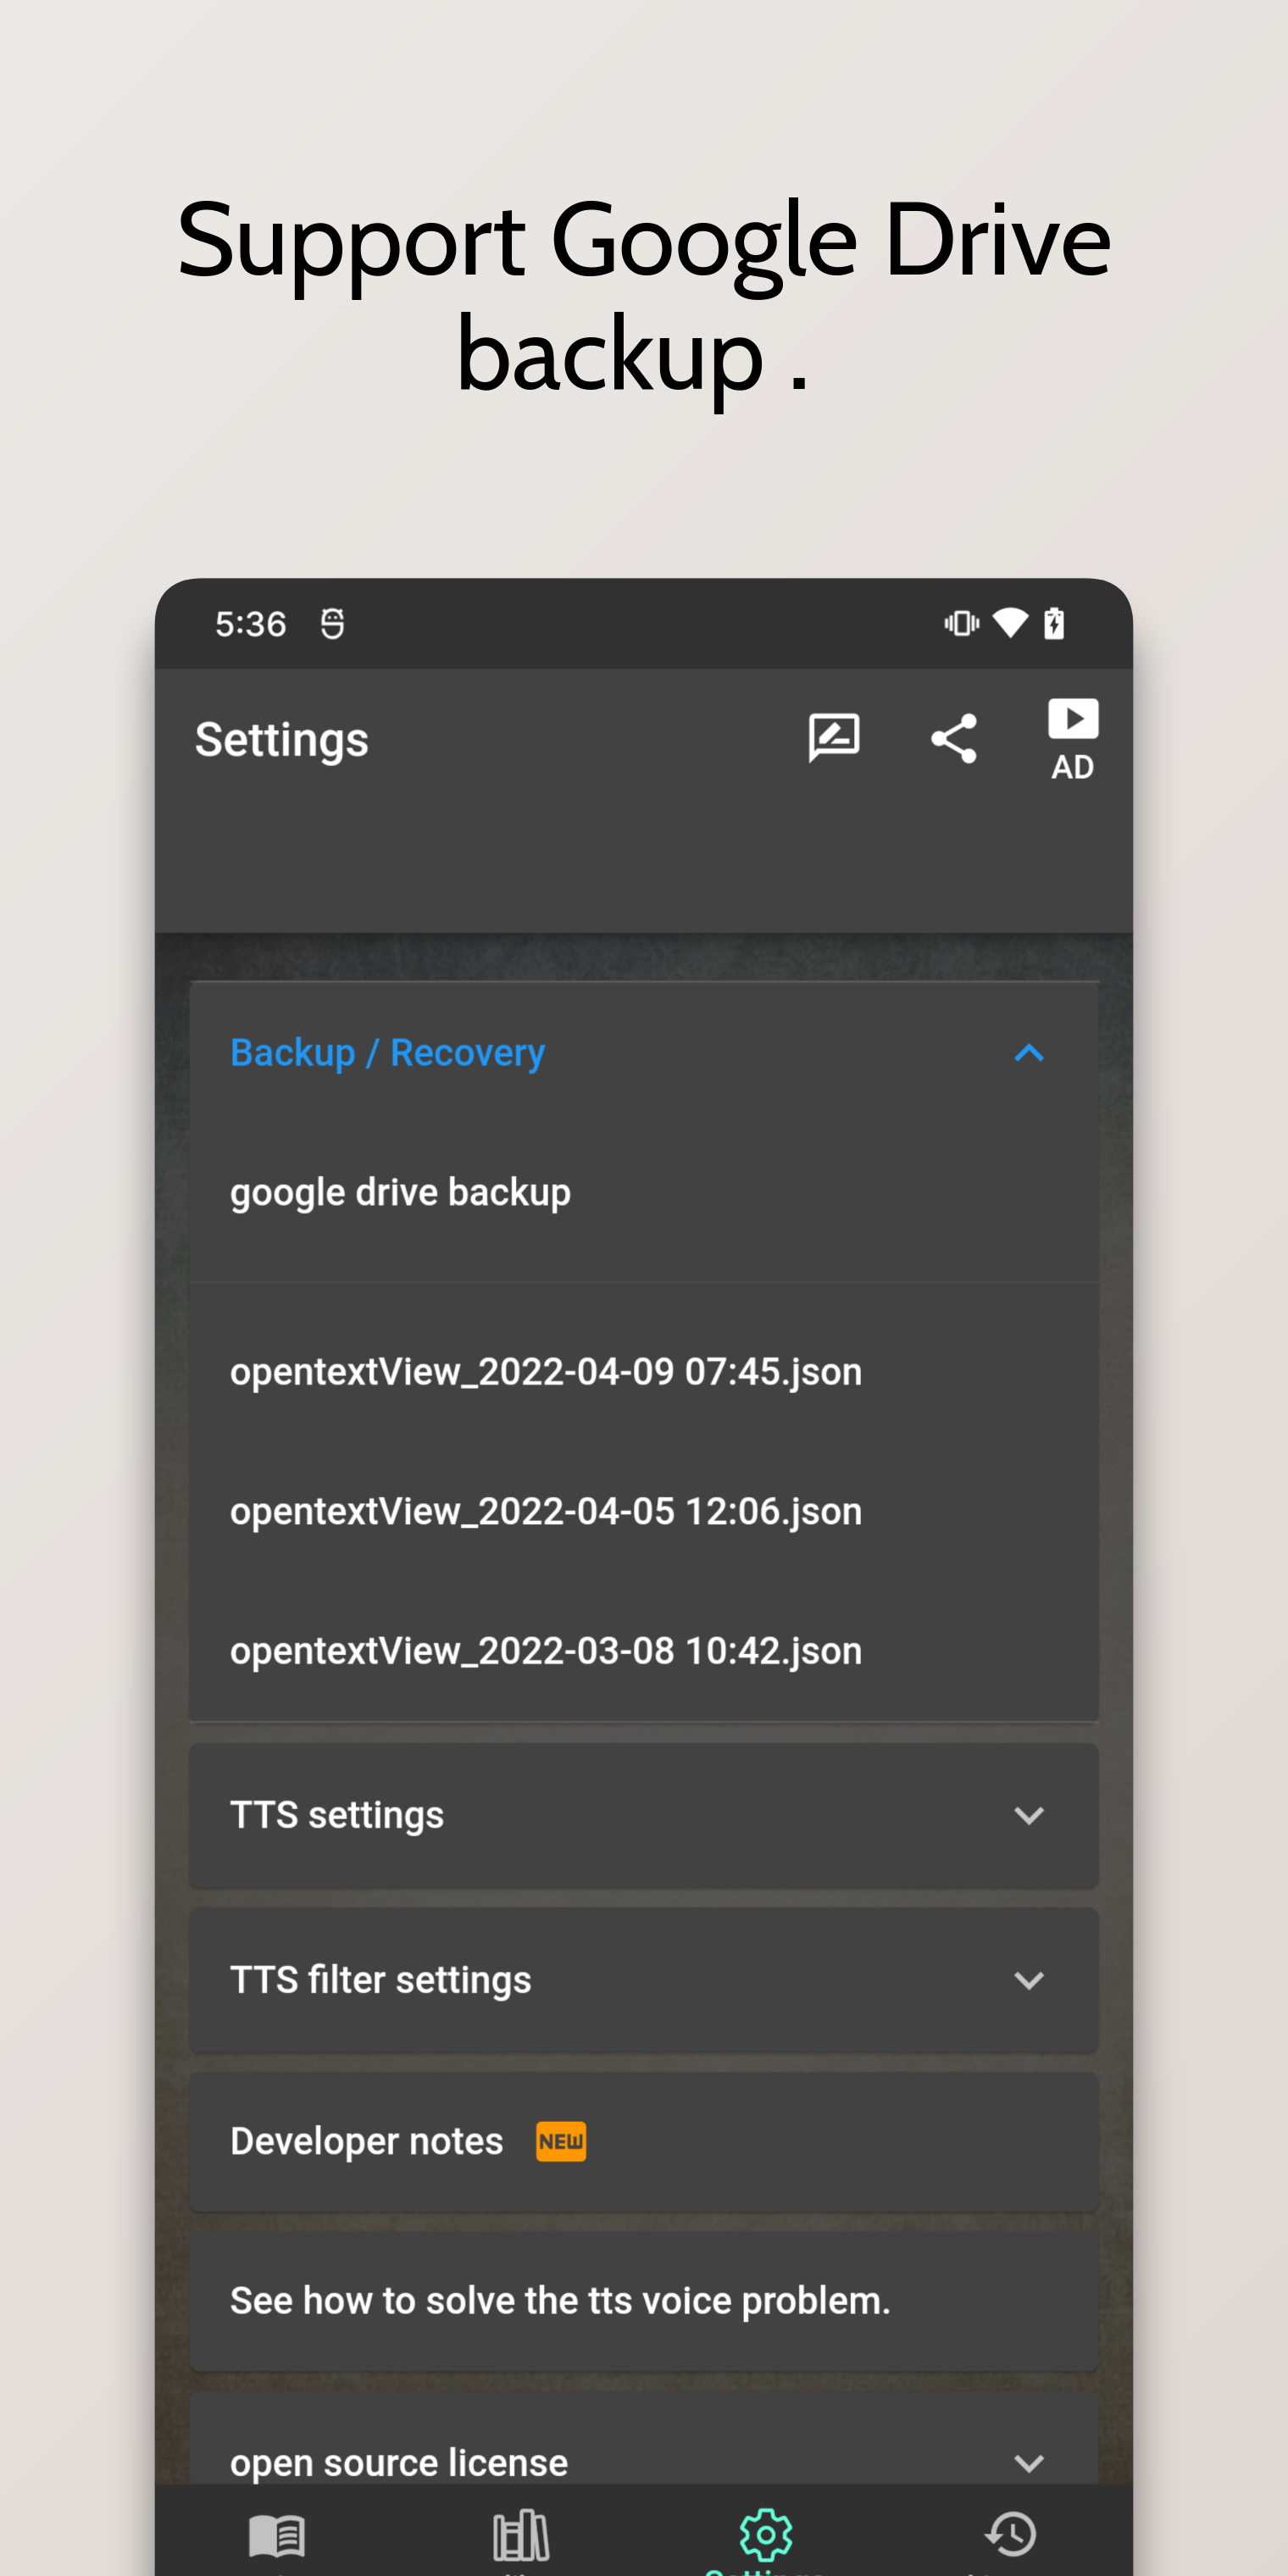 Support Google Drive
backup .
5:36
Settings
AD
Backup / Recovery
google drive backup
opentextView_2022-04-09 07:45.json
opentextView_2022-04-05 12:06.json
opentextView_2022-03-08 10:42.json
TTS settings
TTS filter settings
Developer notes NEW
See how to solve the tts voice problem.
open source license
Settings